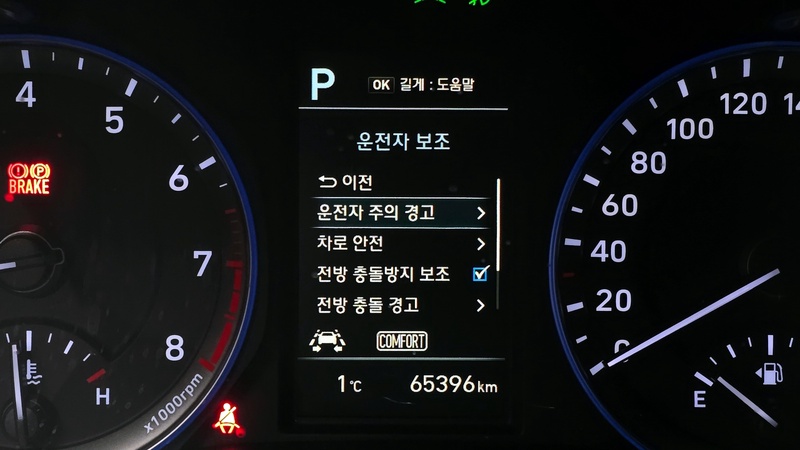 P
OK 길게 : 도움말
운전자 보조
이전
운전자 주의 경고
차로 안전
전방 충돌방지 보조
전방 충돌 경고
COMFORT
1℃ 65396km
4
5
6
7
8
x1000rpm
H
P
BRAKE
0
20
40
60
80
100
120
E